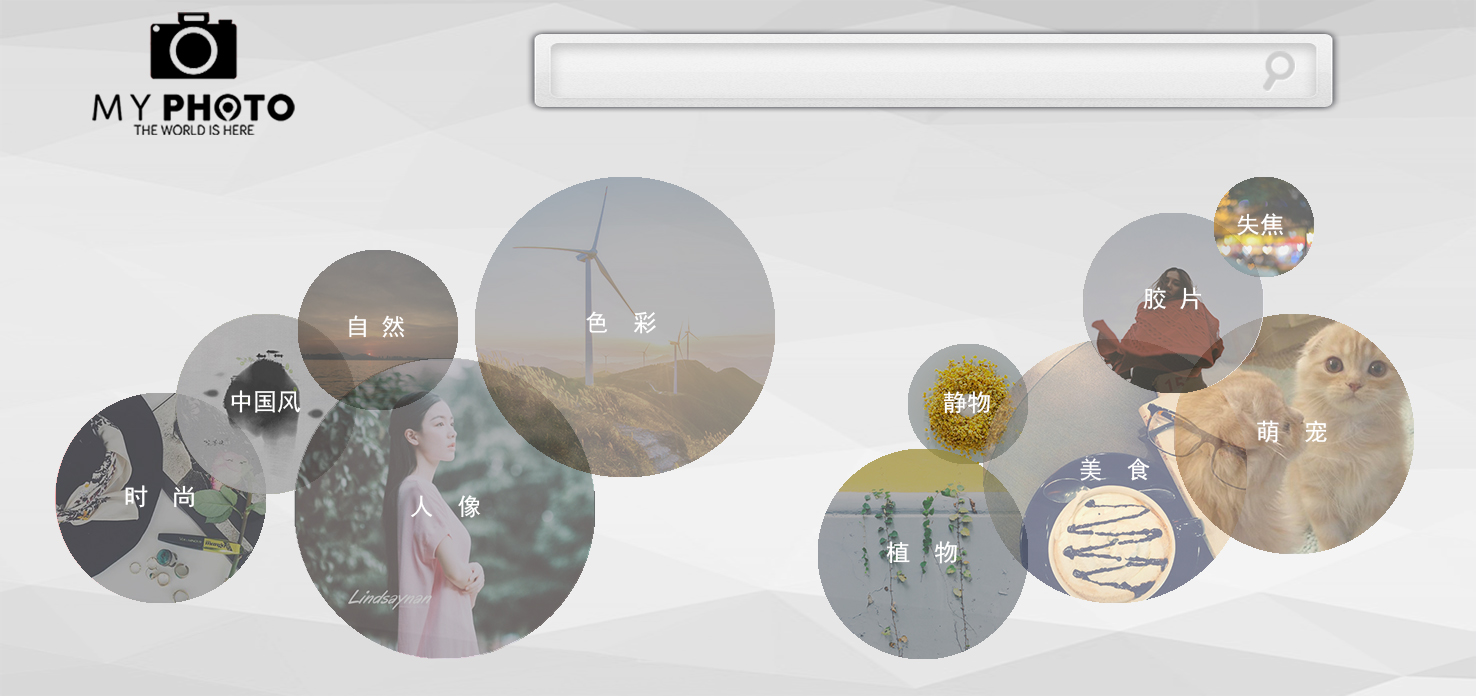 MY PHOTO
THE WORLD IS HERE
失焦
胶片
自然
色彩
中国风
静物
萌宠
美食
时尚
人像
植物
Lindsaynan